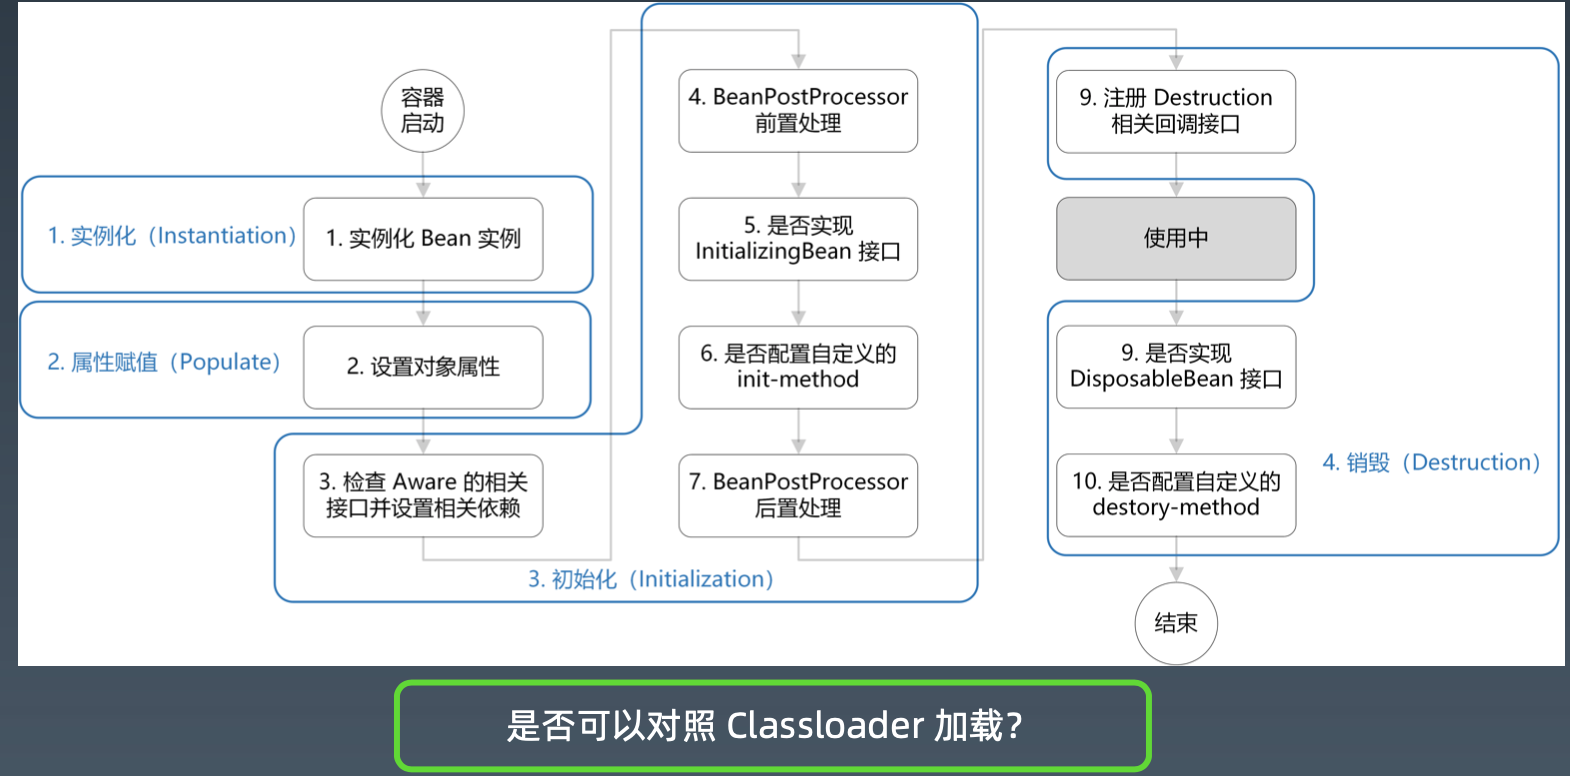 容器
启动
1. 实例化（Instantiation）
1. 实例化 Bean 实例
2. 属性赋值（Populate）
2. 设置对象属性
3. 检查 Aware 的相关
接口并设置相关依赖
3. 初始化（Initialization）
4. BeanPostProcessor
前置处理
5. 是否实现
InitializingBean 接口
6. 是否配置自定义的
init-method
7. BeanPostProcessor
后置处理
9. 注册 Destruction
相关回调接口
使用中
9. 是否实现
DisposableBean 接口
10. 是否配置自定义的
destory-method
4. 销毁（Destruction）
结束
是否可以对照 Classloader 加载？